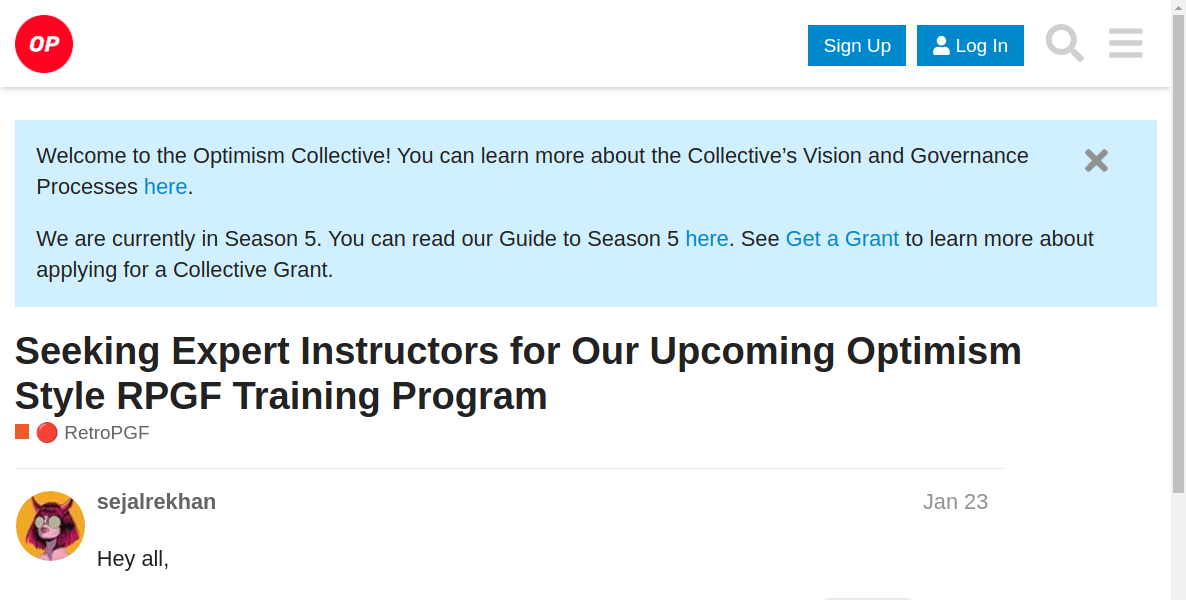 OP
Sign Up
Log In
Welcome to the Optimism Collective! You can learn more about the Collective’s Vision and Governance
Processes here.
We are currently in Season 5. You can read our Guide to Season 5 here. See Get a Grant to learn more about
applying for a Collective Grant.
Seeking Expert Instructors for Our Upcoming Optimism
Style RPGF Training Program
RetroPGF
sejalrekhan
Jan 23
Hey all,